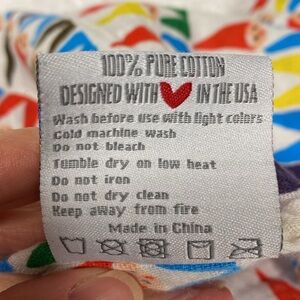 100% PURE COTTON
DESIGNED WITH ❤ IN THE USA
Wash before use with light colors
Cold machine wash
Do not bleach
Tumble dry on low heat
Do not iron
Do not dry clean
Keep away from fire
Made in China